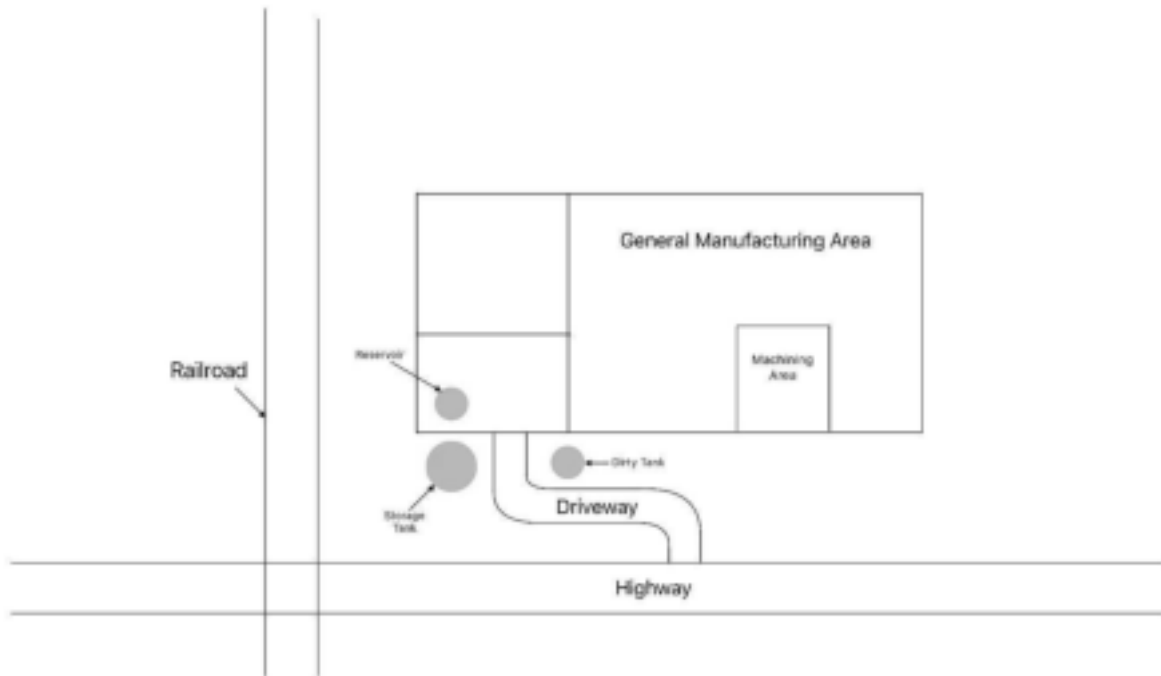 General Manufacturing Area
Reservoir
Machining
Area
Railroad
Dirty Tank
Storage
Tank
Driveway
Highway